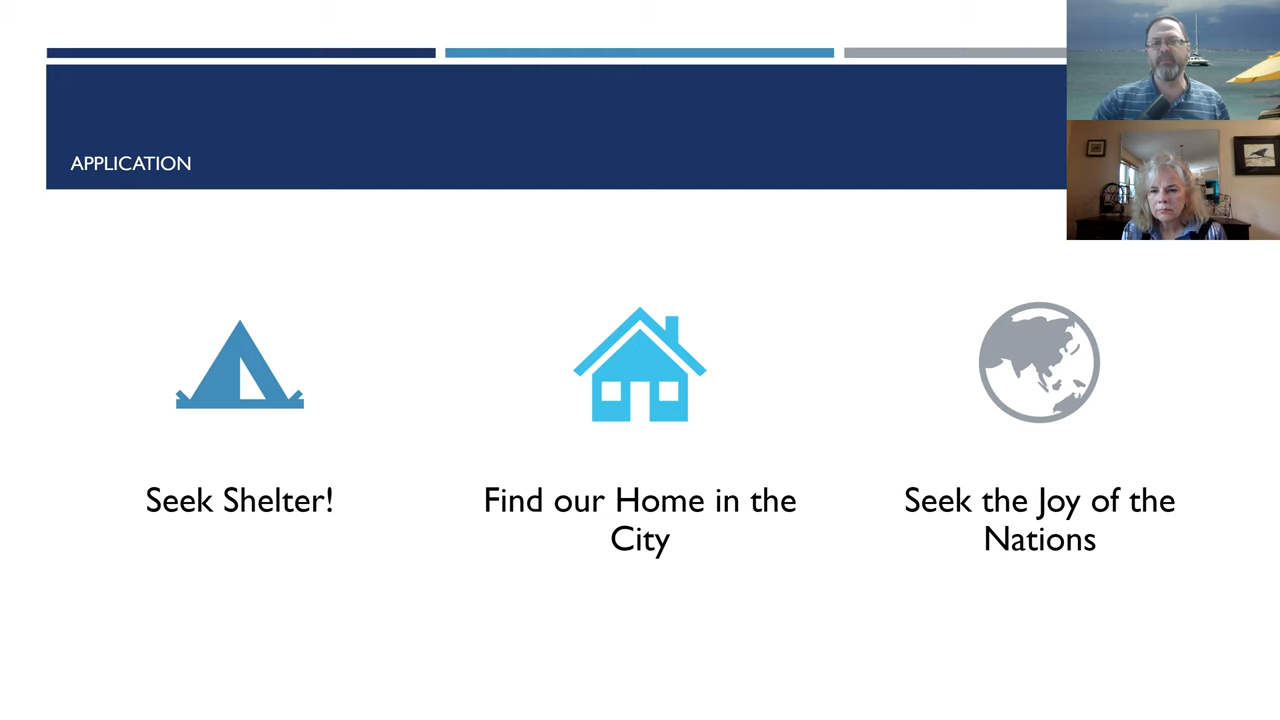 APPLICATION
Seek Shelter!
Find our Home in the
City
Seek the Joy of the
Nations